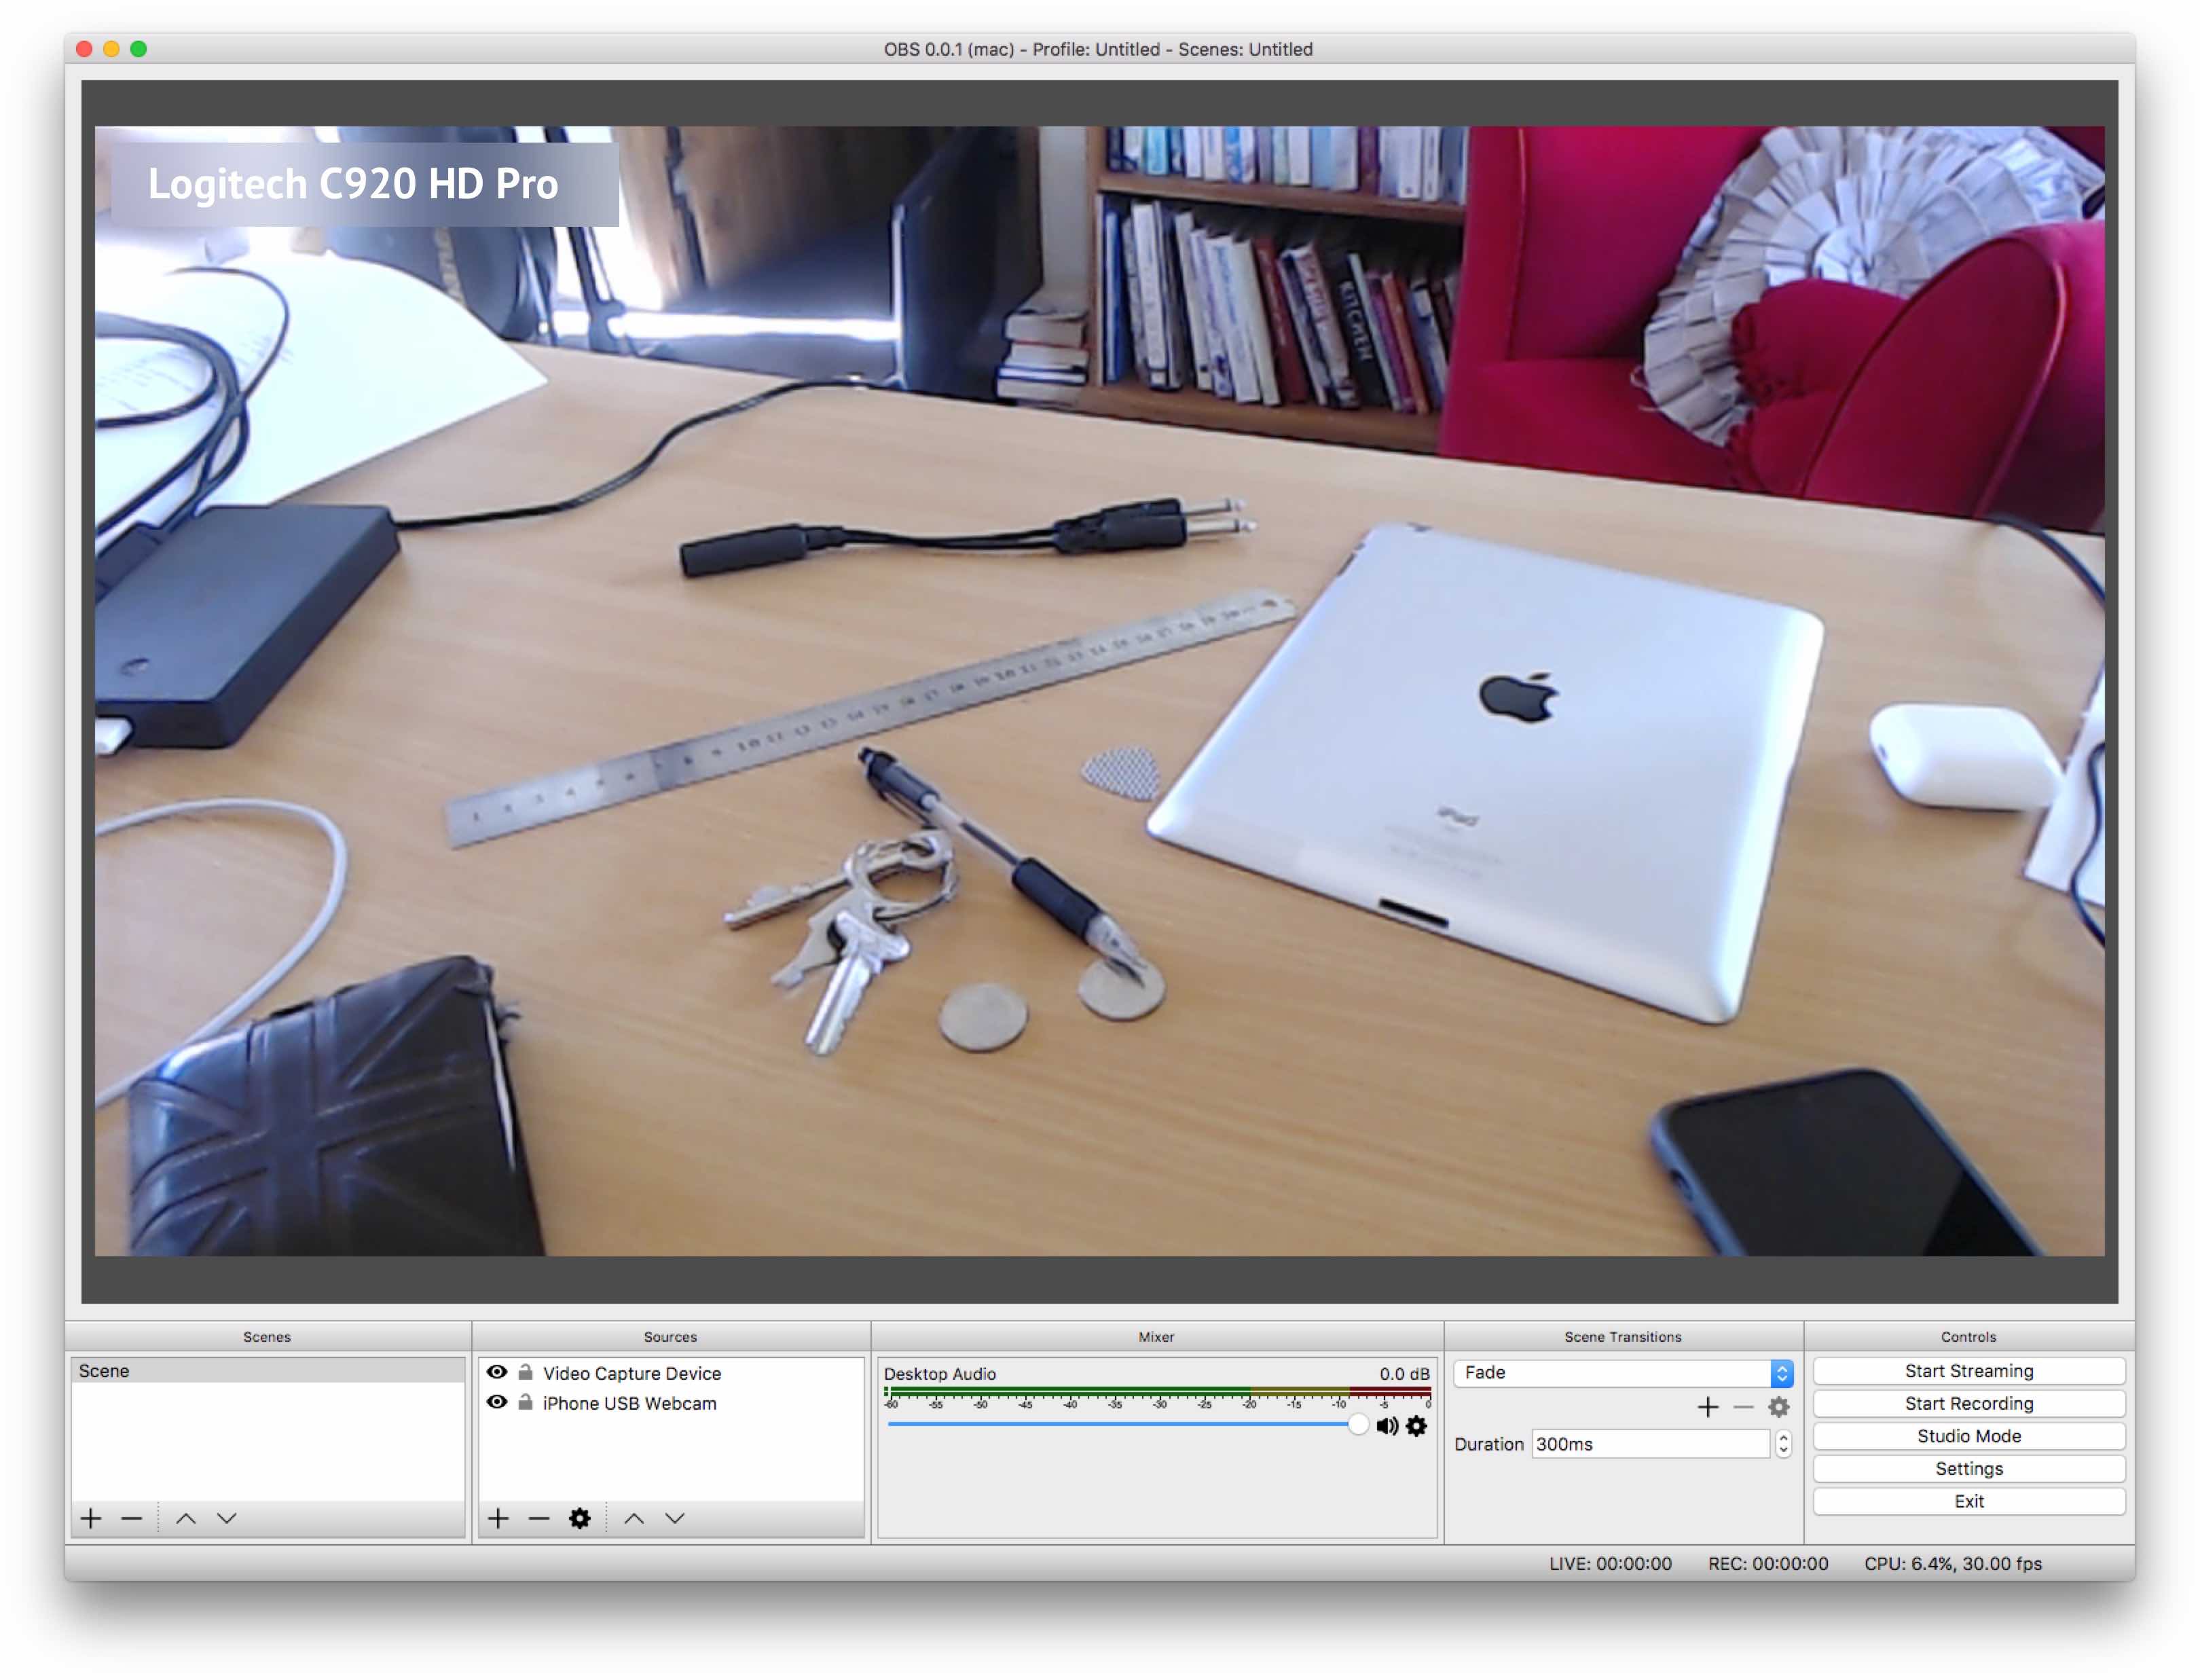 OBS 0.0.1 (mac) - Profile: Untitled - Scenes: Untitled
Logitech C920 HD Pro
KITCHEN
iPad
Scenes
Scene
Sources
Video Capture Device
iPhone USB Webcam
Mixer
Desktop Audio 0.0 dB
-60 -55 -50 -45 -40 -35 -30 -25 -20 -15 -10 -5 0
Scene Transitions
Fade
Duration 300ms
Controls
Start Streaming
Start Recording
Studio Mode
Settings
Exit
LIVE: 00:00:00 REC: 00:00:00 CPU: 6.4%, 30.00 fps